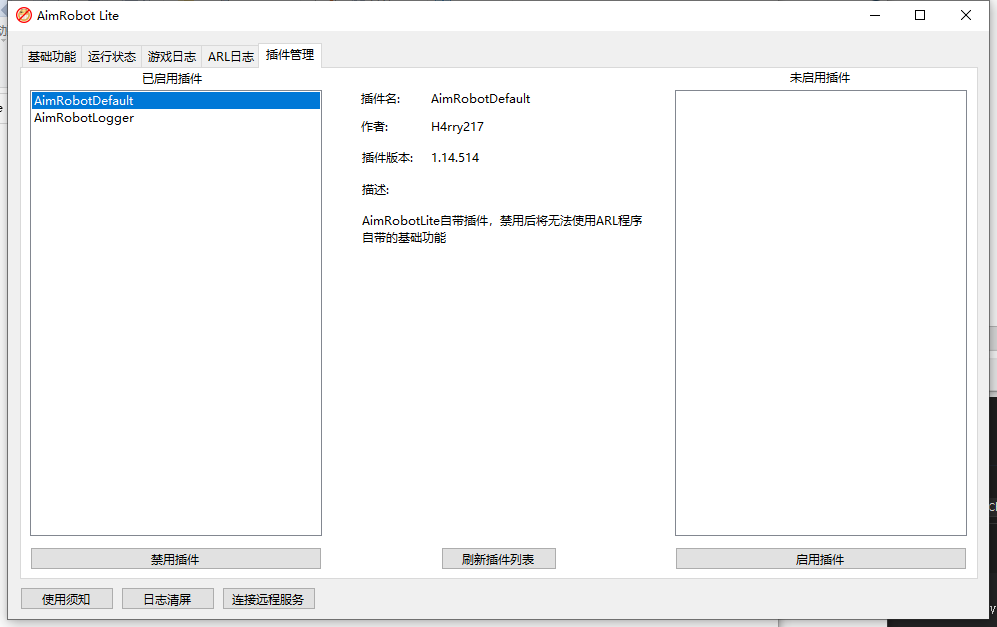 AimRobot Lite
基础功能 运行状态 游戏日志 ARL日志 插件管理
已启用插件
未启用插件
AimRobotDefault
AimRobotLogger
插件名: AimRobotDefault
作者: H4rry217
插件版本: 1.14.514
描述:
AimRobotLite自带插件，禁用后将无法使用ARL程序
自带的基础功能
禁用插件
刷新插件列表
启用插件
使用须知
日志清屏
连接远程服务